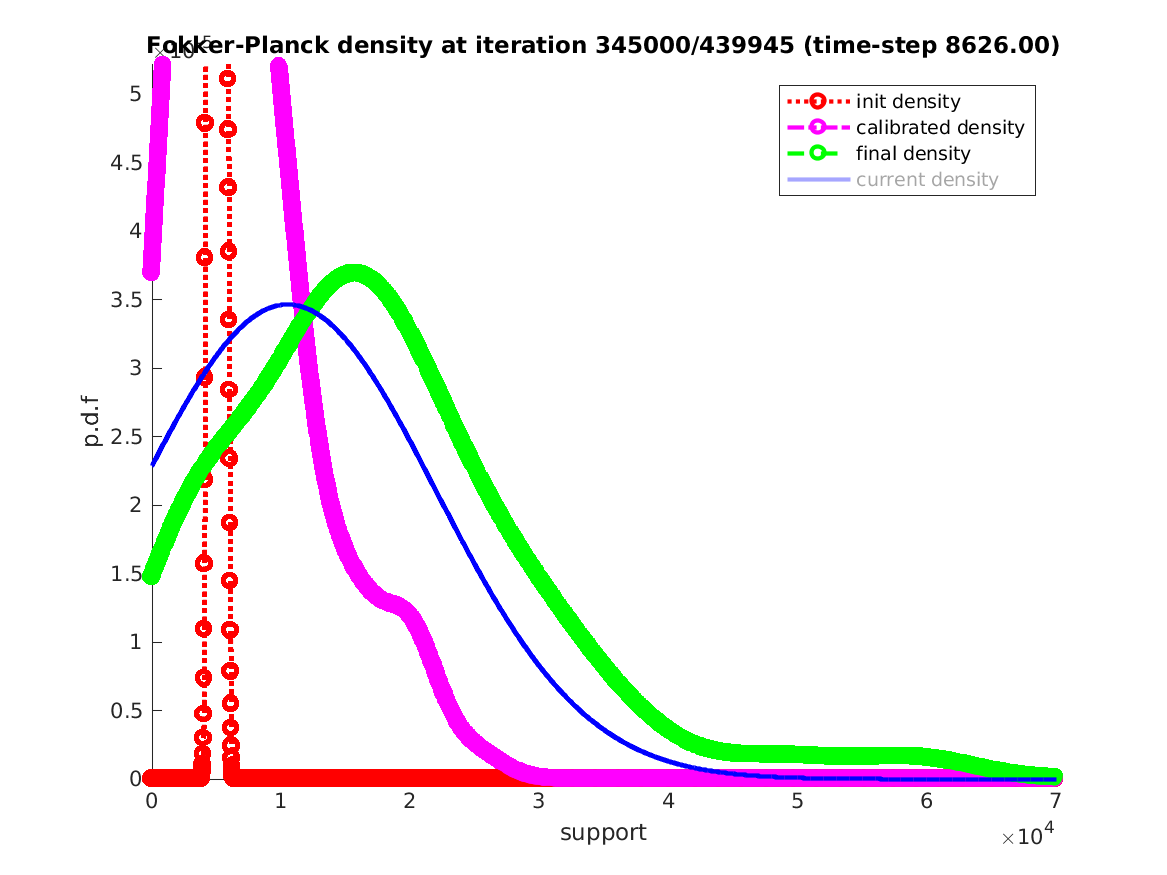 Fokker-Planck density at iteration 345000/439945 (time-step 8626.00)
×10
5
4.5
4
3.5
3
2.5
2
1.5
1
0.5
0
p.d.f
init density
calibrated density
final density
current density
0 1 2 3 4 5 6 7
support
×10^4